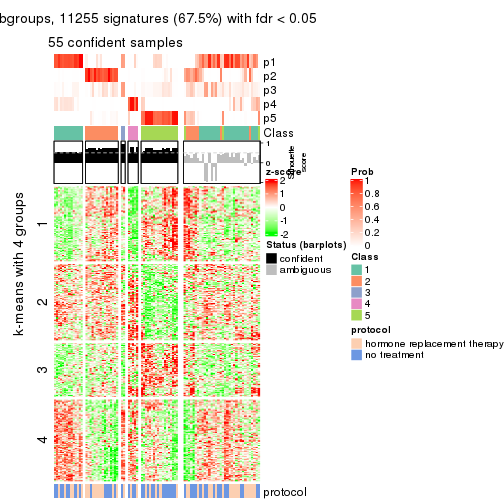 bgroups, 11255 signatures (67.5%) with fdr < 0.05
55 confident samples
p1
p2
p3
p4
p5
Class
1
0
Silhouette
score
k-means with 4 groups
1
2
3
4
protocol
z-score
2
1
0
-1
-2
Status (barplots)
confident
ambiguous
Prob
1
0.8
0.6
0.4
0.2
0
Class
1
2
3
4
5
protocol
hormone replacement therapy
no treatment